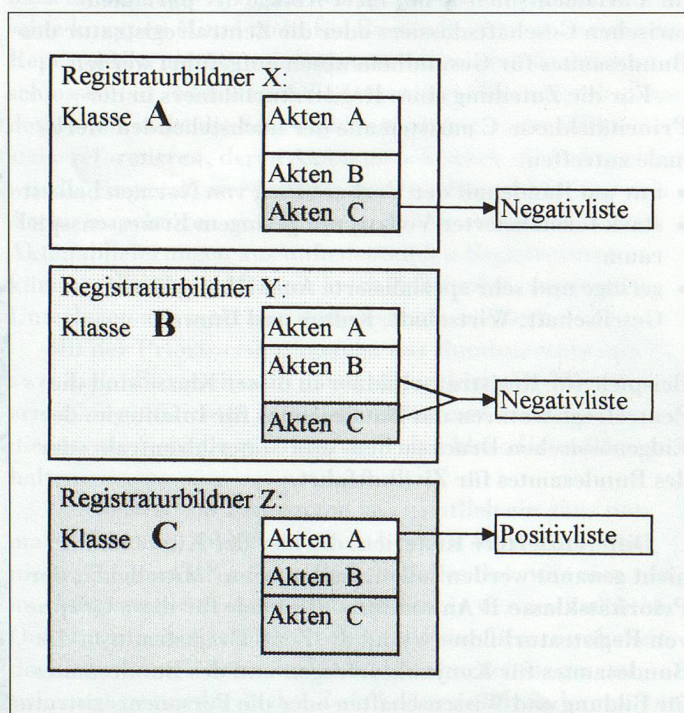 Registraturbildner X:
Klasse A
Akten A
Akten B
Akten C
Negativliste
Registraturbildner Y:
Klasse B
Akten A
Akten B
Akten C
Negativliste
Registraturbildner Z:
Klasse C
Akten A
Akten B
Akten C
Positivliste